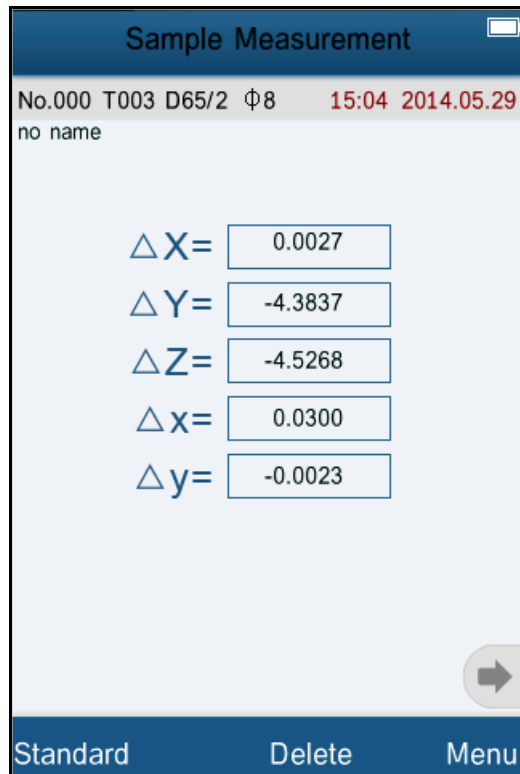 Sample Measurement
No.000 T003 D65/2 Φ8 15:04 2014.05.29
no name
△X= 0.0027
△Y= -4.3837
△Z= -4.5268
△x= 0.0300
△y= -0.0023
Standard Delete Menu